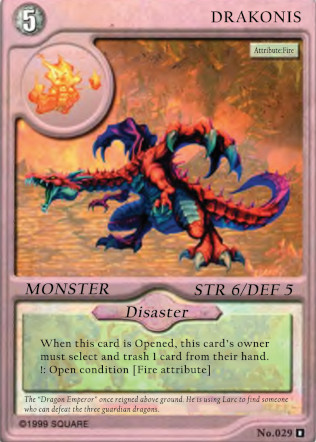 5
DRAKONIS
Attribute:Fire
MONSTER
STR 6/DEF 5
Disaster
When this card is Opened, this card's owner
must select and trash 1 card from their hand.
!: Open condition [Fire attribute]
The "Dragon Emperor" once reigned above ground. He is using Larc to find someone
who can defeat the three guardian dragons.
©1999 SQUARE
No.029